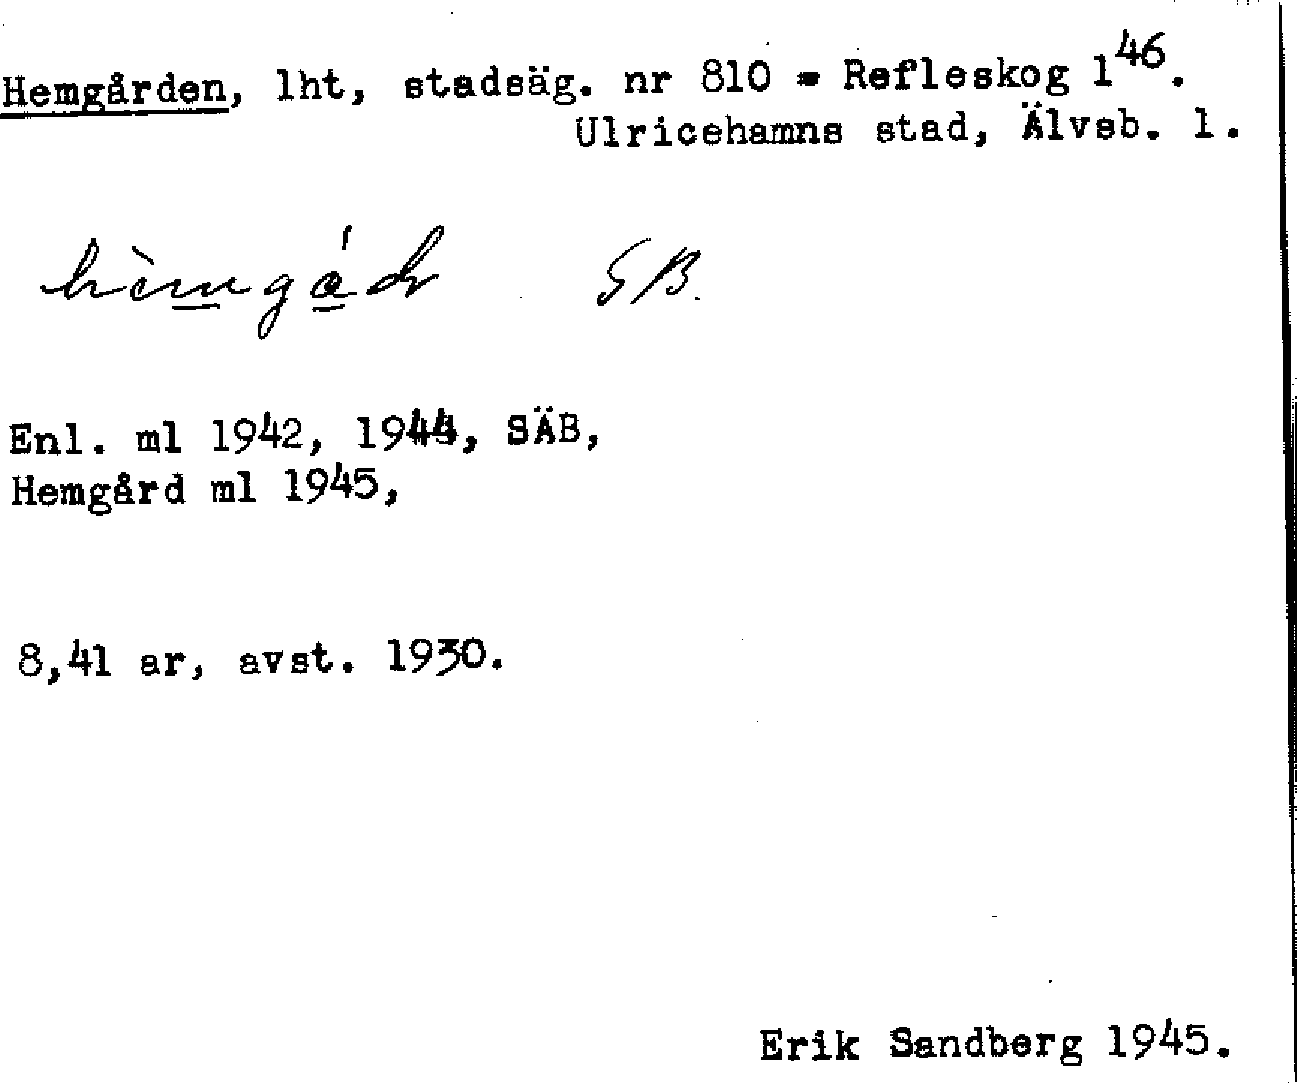 Hemgården, lht, stadsäg. nr 810 = Refleskog 1⁴⁶.
Ulricehamns stad, Älvsb. l.
SB.
Enl. ml 1942, 1944, SÄB,
Hemgård ml 1945,
8,41 ar, avst. 1930.
Erik Sandberg 1945.